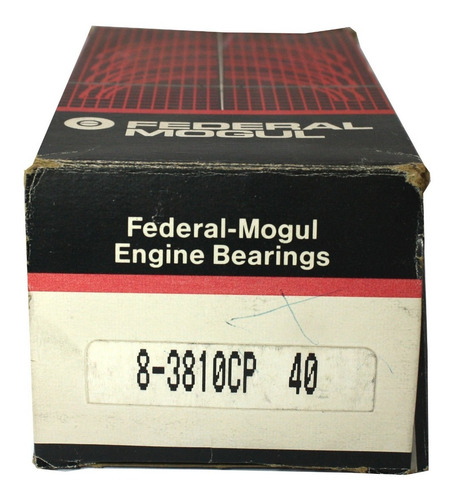 FEDERAL
MOGUL
Federal-Mogul
Engine Bearings
8-3810CP 40